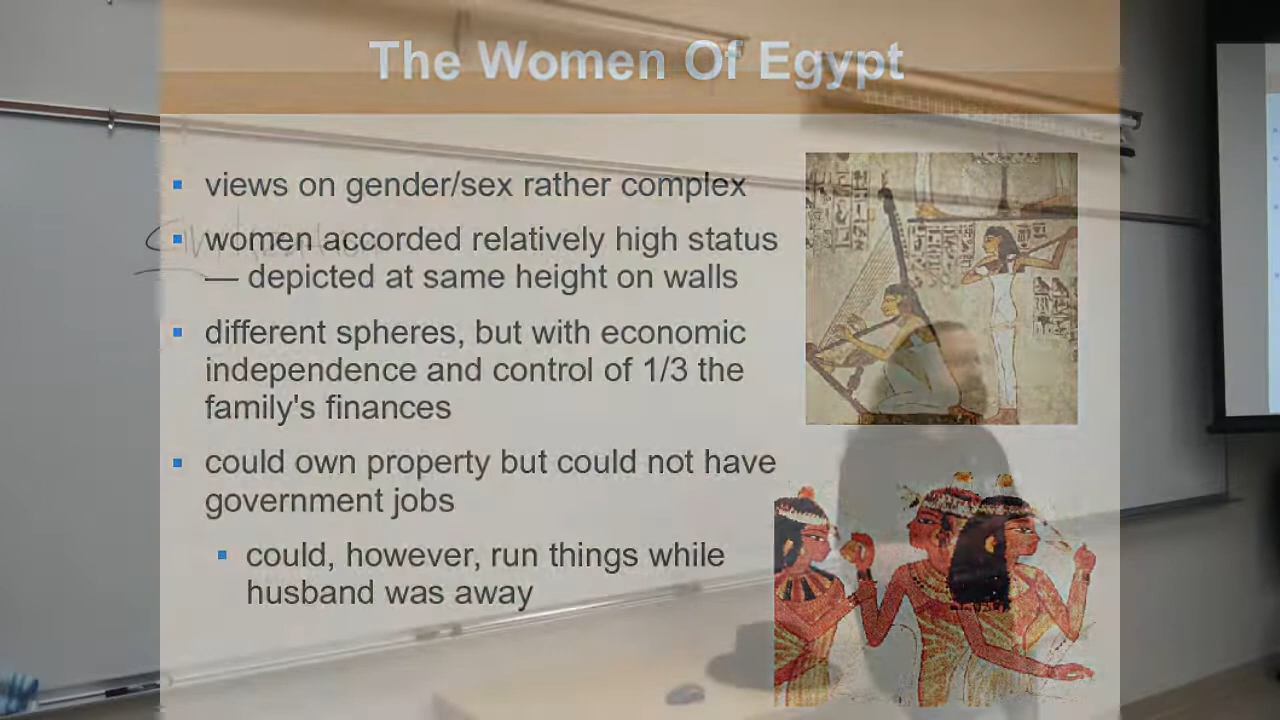 The Women Of Egypt
views on gender/sex rather complex
women accorded relatively high status
— depicted at same height on walls
different spheres, but with economic
independence and control of 1/3 the
family's finances
could own property but could not have
government jobs
could, however, run things while
husband was away